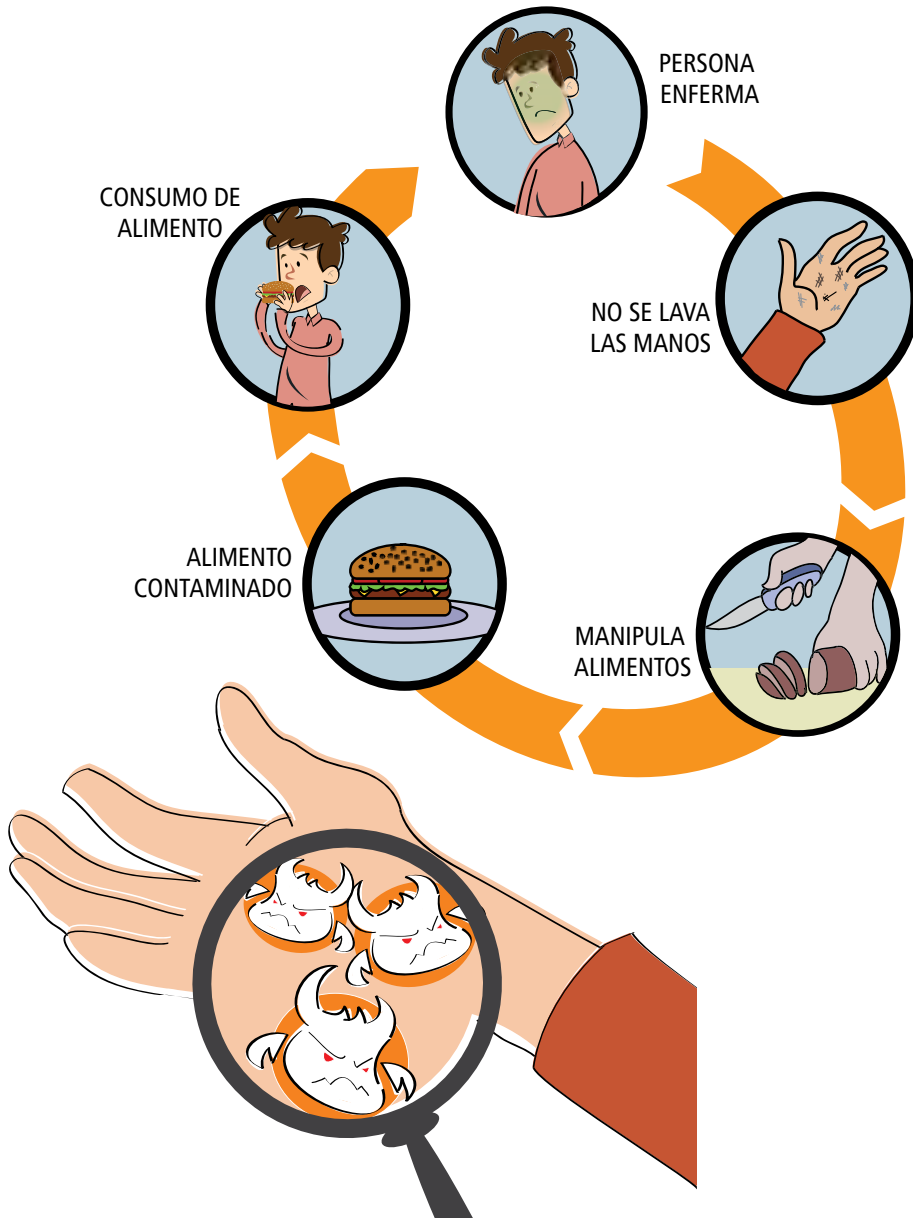 PERSONA
ENFERMA
NO SE LAVA
LAS MANOS
MANIPULA
ALIMENTOS
ALIMENTO
CONTAMINADO
CONSUMO DE
ALIMENTO